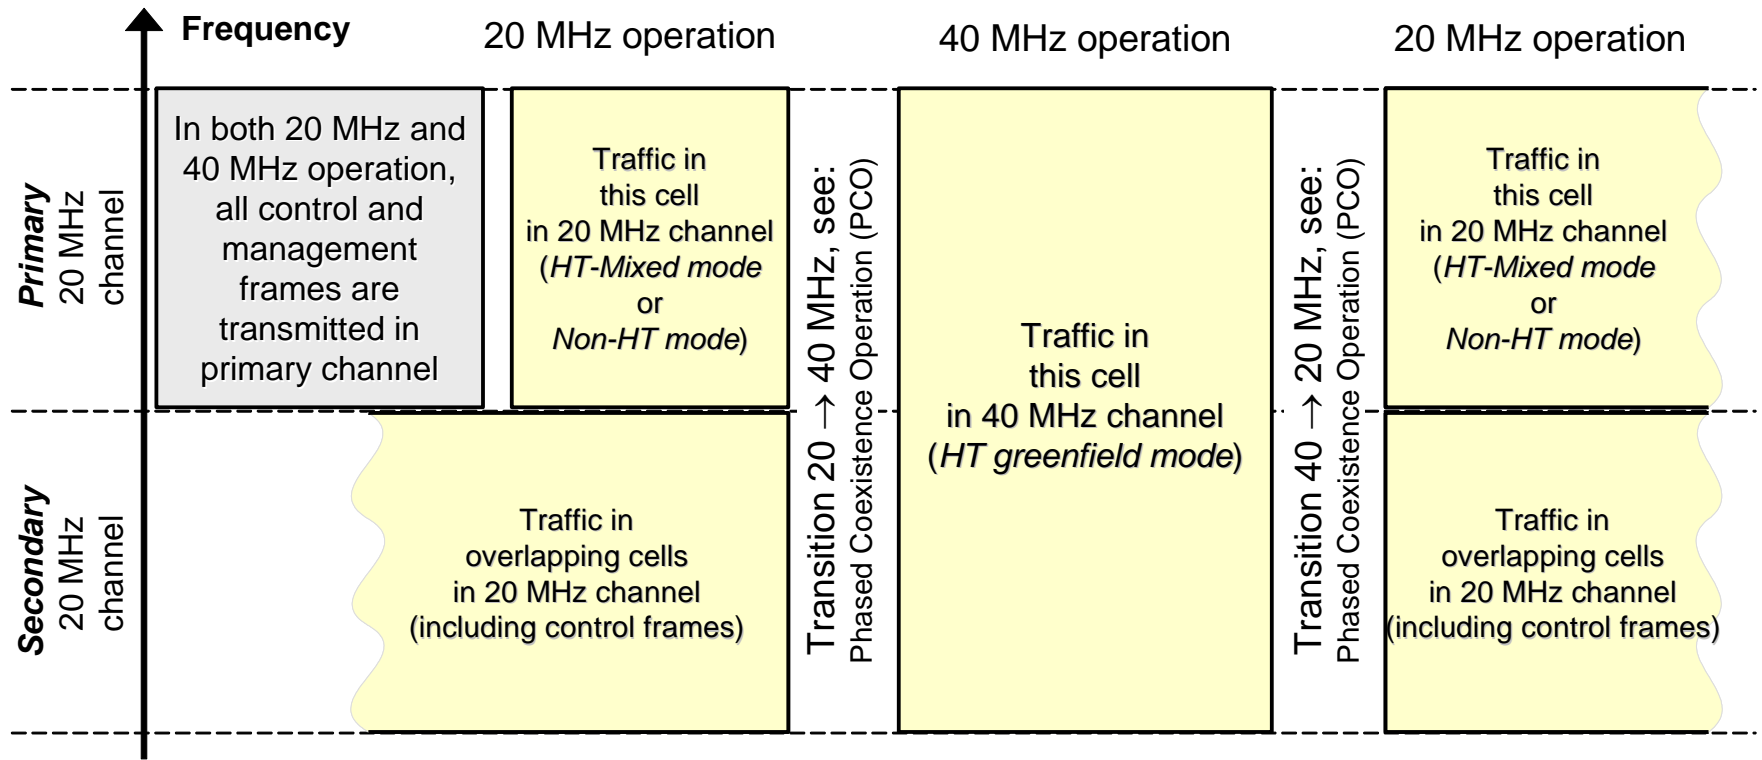 Frequency
20 MHz operation
40 MHz operation
20 MHz operation
Primary
20 MHz
channel
In both 20 MHz and
40 MHz operation,
all control and
management
frames are
transmitted in
primary channel
Traffic in
this cell
in 20 MHz channel
(HT-Mixed mode
or
Non-HT mode)
Secondary
20 MHz
channel
Traffic in
overlapping cells
in 20 MHz channel
(including control frames)
Transition 20 → 40 MHz, see:
Phased Coexistence Operation (PCO)
Traffic in
this cell
in 40 MHz channel
(HT greenfield mode)
Transition 40 → 20 MHz, see:
Phased Coexistence Operation (PCO)
Traffic in
this cell
in 20 MHz channel
(HT-Mixed mode
or
Non-HT mode)
Traffic in
overlapping cells
in 20 MHz channel
(including control frames)